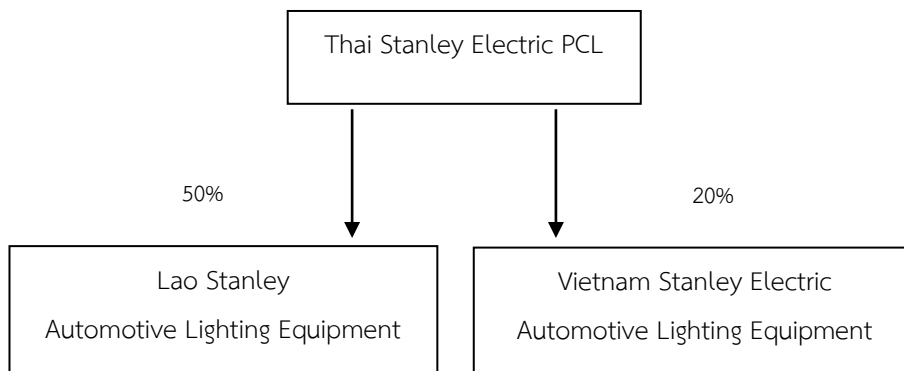 Thai Stanley Electric PCL
50%
20%
Lao Stanley
Automotive Lighting Equipment
Vietnam Stanley Electric
Automotive Lighting Equipment